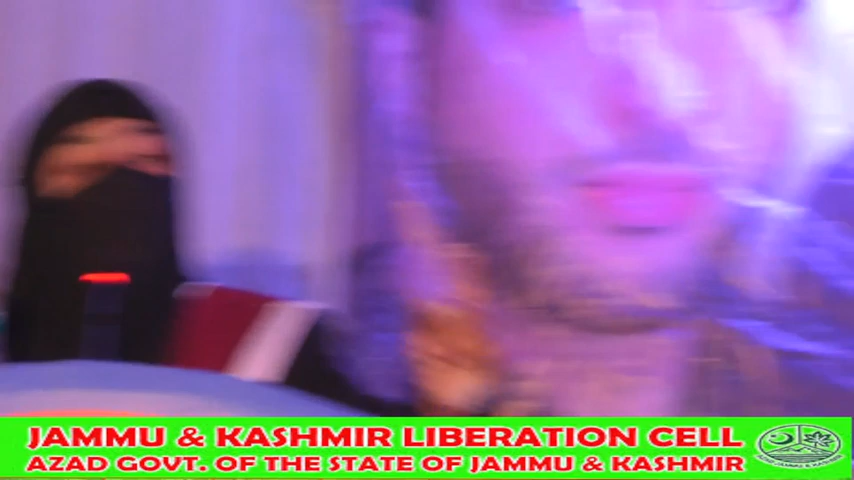 JAMMU & KASHMIR LIBERATION CELL
AZAD GOVT. OF THE STATE OF JAMMU & KASHMIR